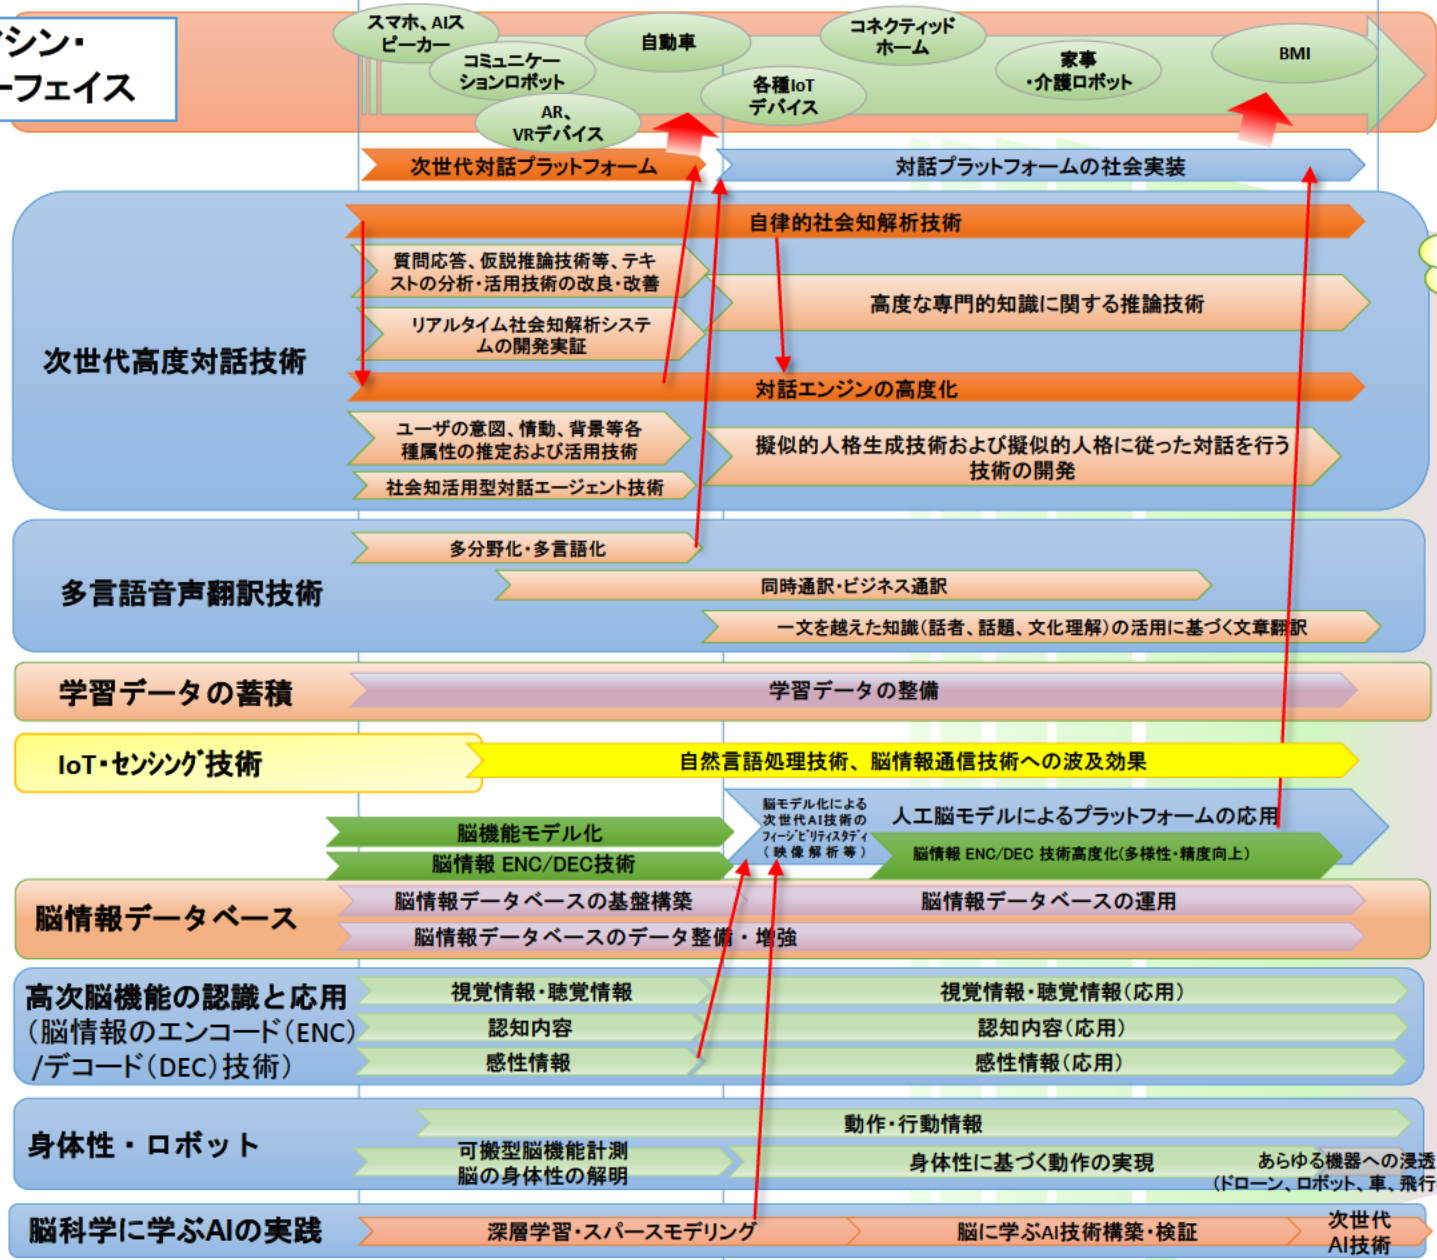 マシン・
ーフェイス
スマホ、AIス
ピーカー
コミュニケー
ションロボット
AR、
VRデバイス
自動車
各種IoT
デバイス
コネクティッド
ホーム
家事
・介護ロボット
BMI
次世代対話プラットフォーム
対話プラットフォームの社会実装
次世代高度対話技術
自律的社会知解析技術
質問応答、仮説推論技術等、テキ
ストの分析・活用技術の改良・改善
リアルタイム社会知解析システ
ムの開発実証
高度な専門的知識に関する推論技術
対話エンジンの高度化
ユーザの意図、情動、背景等各
種属性の推定および活用技術
社会知活用型対話エージェント技術
擬似的人格生成技術および擬似的人格に従った対話を行う
技術の開発
多言語音声翻訳技術
多分野化・多言語化
同時通訳・ビジネス通訳
一文を越えた知識(話者、話題、文化理解)の活用に基づく文章翻訳
学習データの蓄積
学習データの整備
IoT・センシング技術
自然言語処理技術、脳情報通信技術への波及効果
脳機能モデル化
脳情報 ENC/DEC技術
脳モデル化による
次世代AI技術の
フィージビリティスタディ
(映像解析等)
人工脳モデルによるプラットフォームの応用
脳情報 ENC/DEC 技術高度化(多様性・精度向上)
脳情報データベース
脳情報データベースの基盤構築
脳情報データベースの運用
脳情報データベースのデータ整備・増強
高次脳機能の認識と応用
(脳情報のエンコード(ENC)
/デコード(DEC)技術)
視覚情報・聴覚情報
視覚情報・聴覚情報(応用)
認知内容
認知内容(応用)
感性情報
感性情報(応用)
身体性・ロボット
動作・行動情報
可搬型脳機能計測
脳の身体性の解明
身体性に基づく動作の実現
あらゆる機器への浸透
(ドローン、ロボット、車、飛行
脳科学に学ぶAIの実践
深層学習・スパースモデリング
脳に学ぶAI技術構築・検証
次世代
AI技術